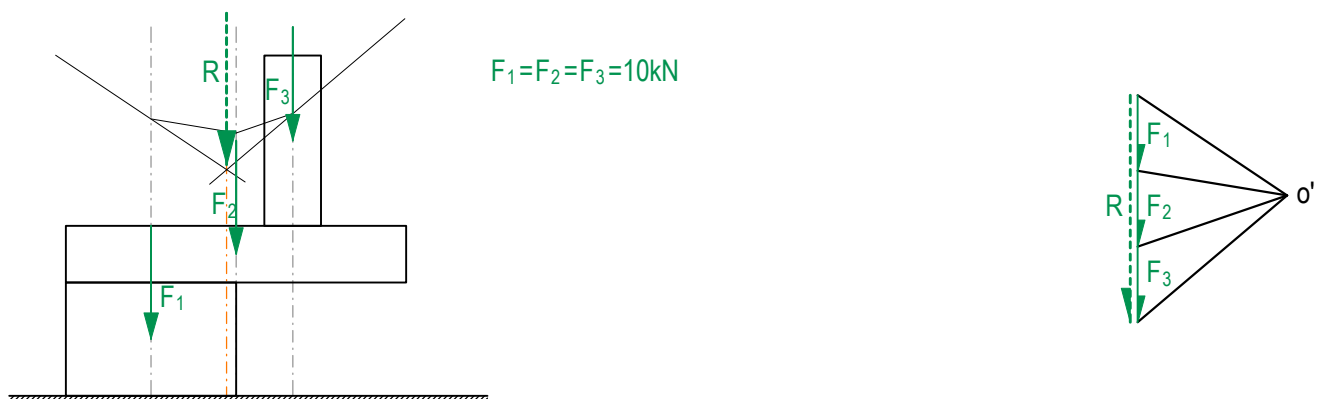 R
F₃
F₁=F₂=F₃=10kN
F₂
F₁
F₁
R
F₂
o'
F₃